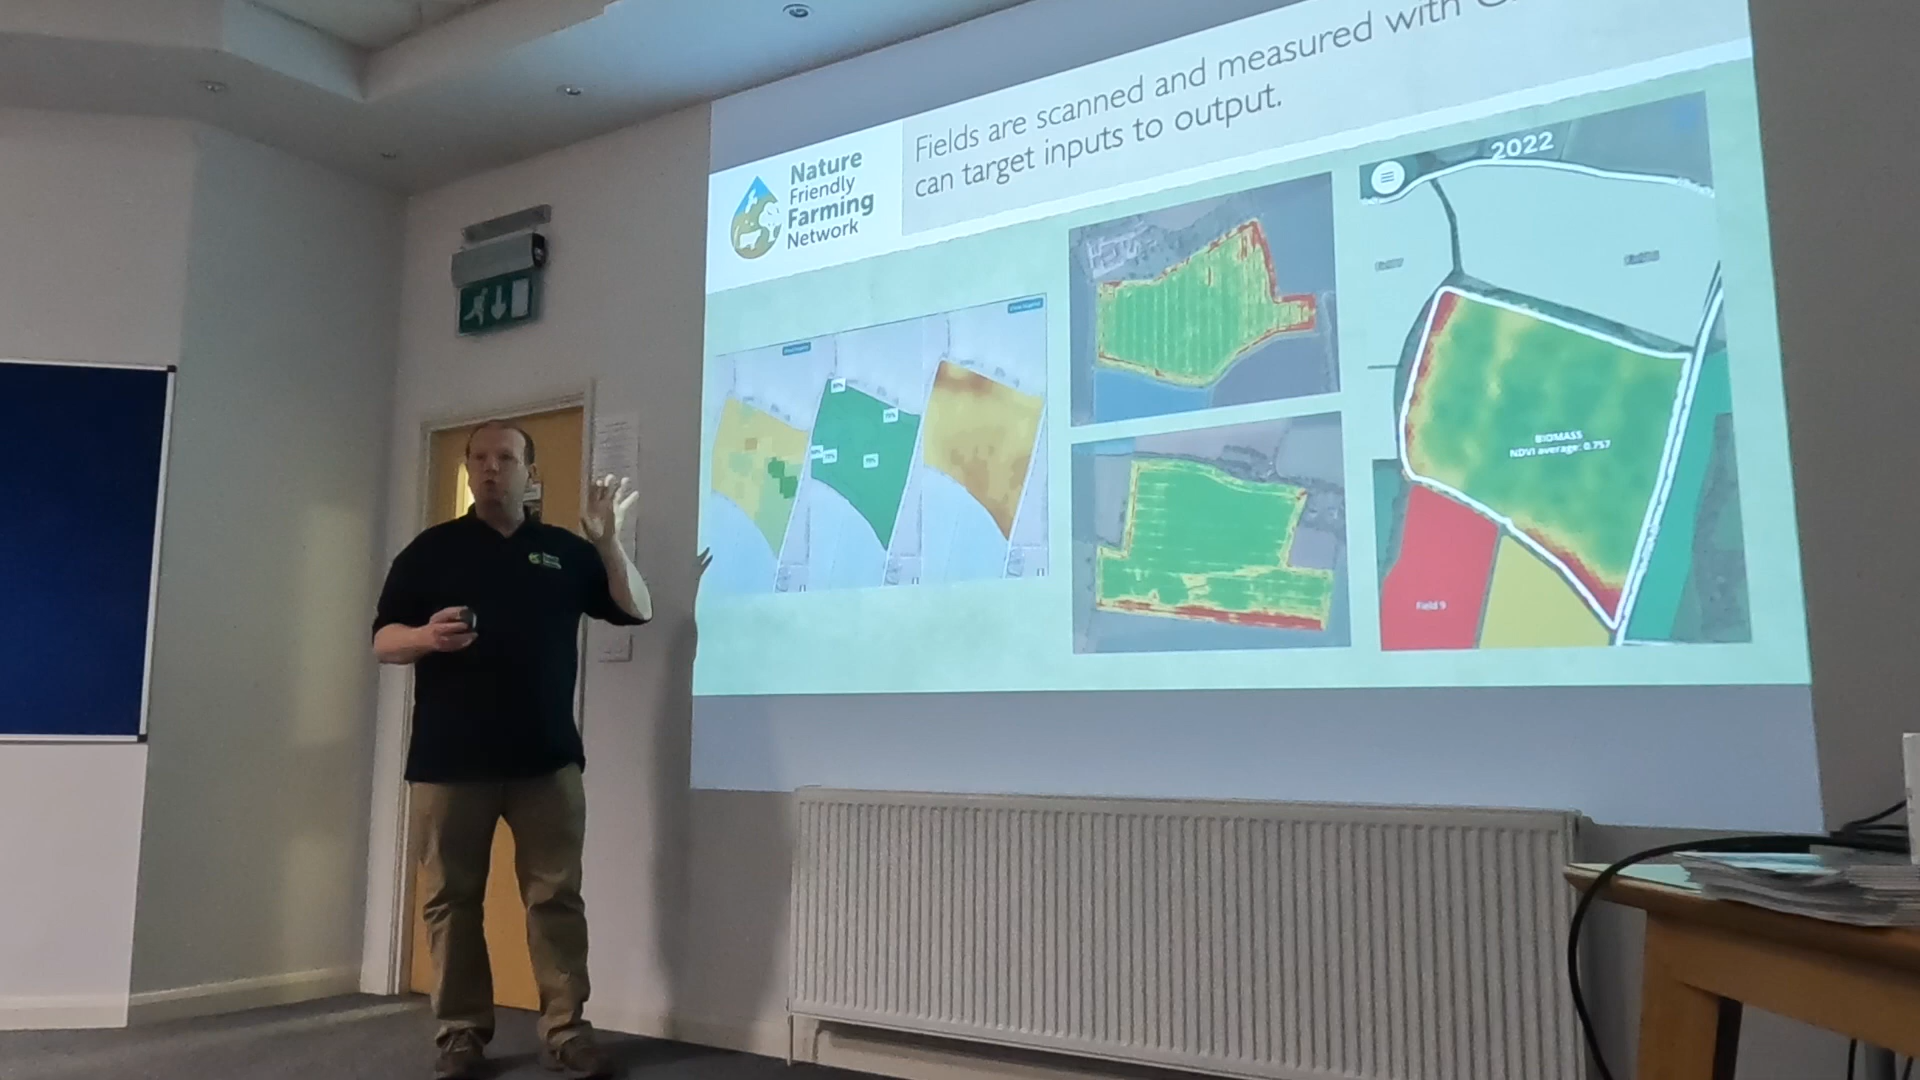 Fields are scanned and measured with
can target inputs to output.
Nature
Friendly
Farming
Network
2022
BIOMASS
NDVI average: 0.757
Field 9